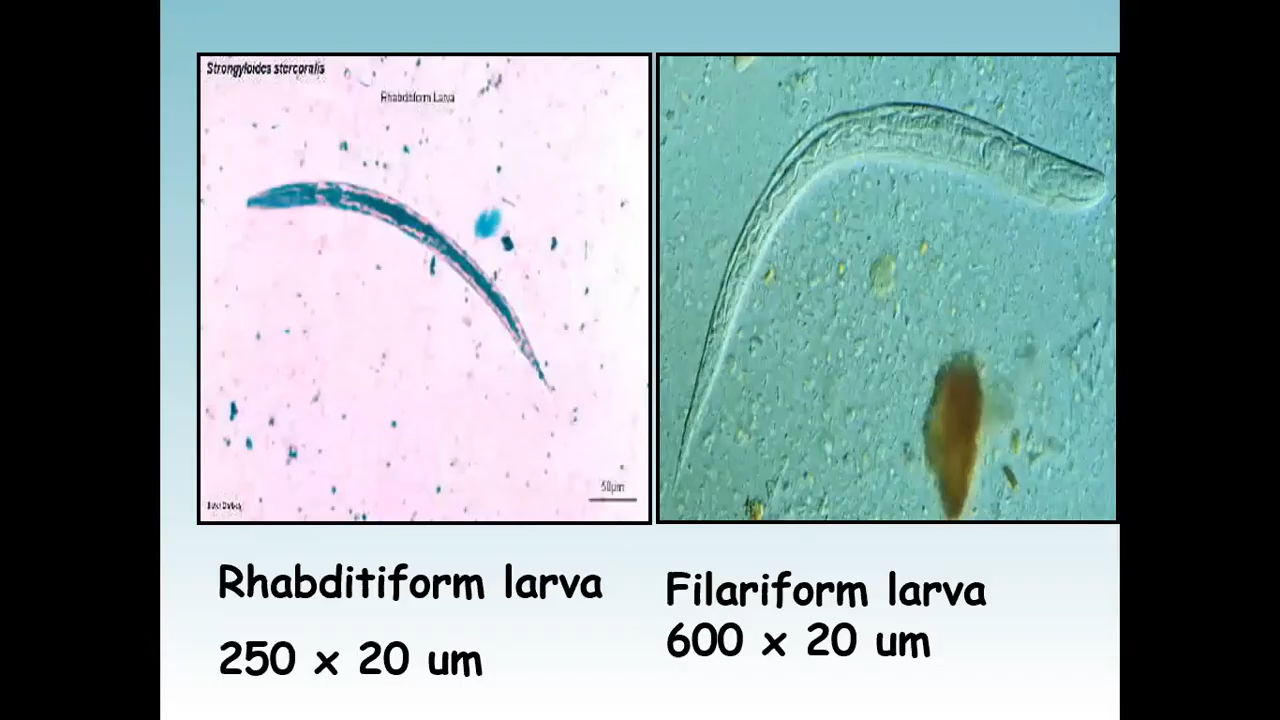 Strongyloides stercoralis
Rhabditiform Larva
50µm
Rhabditiform larva
250 x 20 um
Filariform larva
600 x 20 um